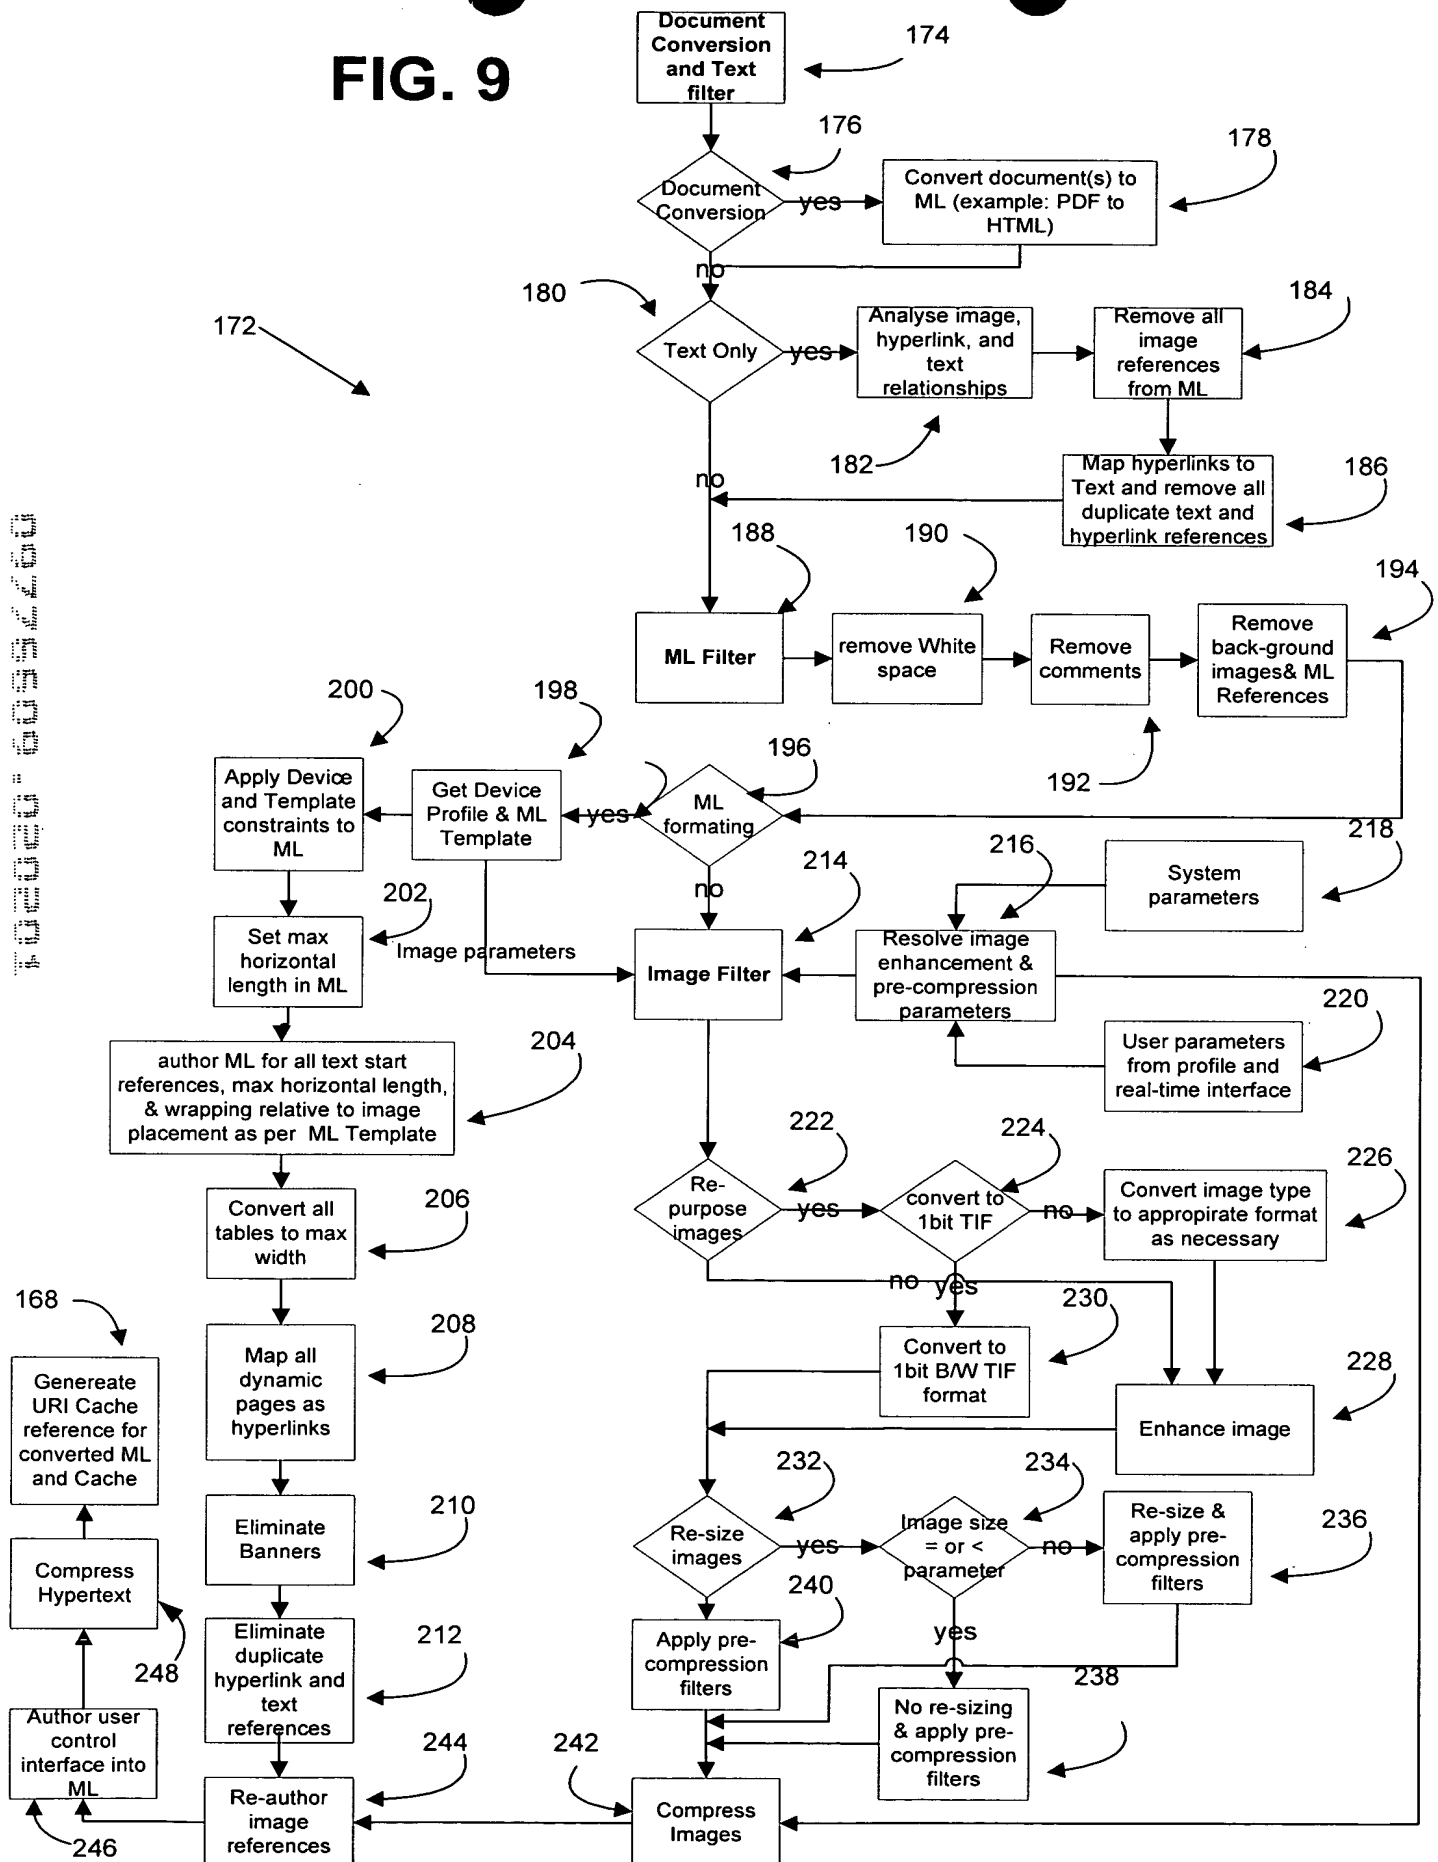 FIG. 9
Document
Conversion
and Text
filter
174
176
Document
Conversion
yes
Convert document(s) to
ML (example: PDF to
HTML)
178
no
180
Text Only
yes
Analyse image,
hyperlink, and
text
relationships
182
Remove all
image
references
from ML
184
172
no
Map hyperlinks to
Text and remove all
duplicate text and
hyperlink references
186
188
ML Filter
190
remove White
space
Remove
comments
192
Remove
back-ground
images& ML
References
194
200
Apply Device
and Template
constraints to
ML
198
Get Device
Profile & ML
Template
yes
196
ML
formating
no
202
Set max
horizontal
length in ML
Image parameters
214
Image Filter
216
Resolve image
enhancement &
pre-compression
parameters
System
parameters
218
User parameters
from profile and
real-time interface
220
author ML for all text start
references, max horizontal length,
& wrapping relative to image
placement as per ML Template
204
222
Re-
purpose
images
yes
no
224
convert to
1bit TIF
no
yes
Convert image type
to appropirate format
as necessary
226
Convert all
tables to max
width
206
230
Convert to
1bit B/W TIF
format
Enhance image
228
168
Genereate
URI Cache
reference for
converted ML
and Cache
Map all
dynamic
pages as
hyperlinks
208
232
Re-size
images
yes
234
Image size
= or <
parameter
no
yes
Re-size &
apply pre-
compression
filters
236
Eliminate
Banners
210
Compress
Hypertext
248
Eliminate
duplicate
hyperlink and
text
references
212
240
Apply pre-
compression
filters
238
No re-sizing
& apply pre-
compression
filters
Author user
control
interface into
ML
246
Re-author
image
references
244
242
Compress
Images